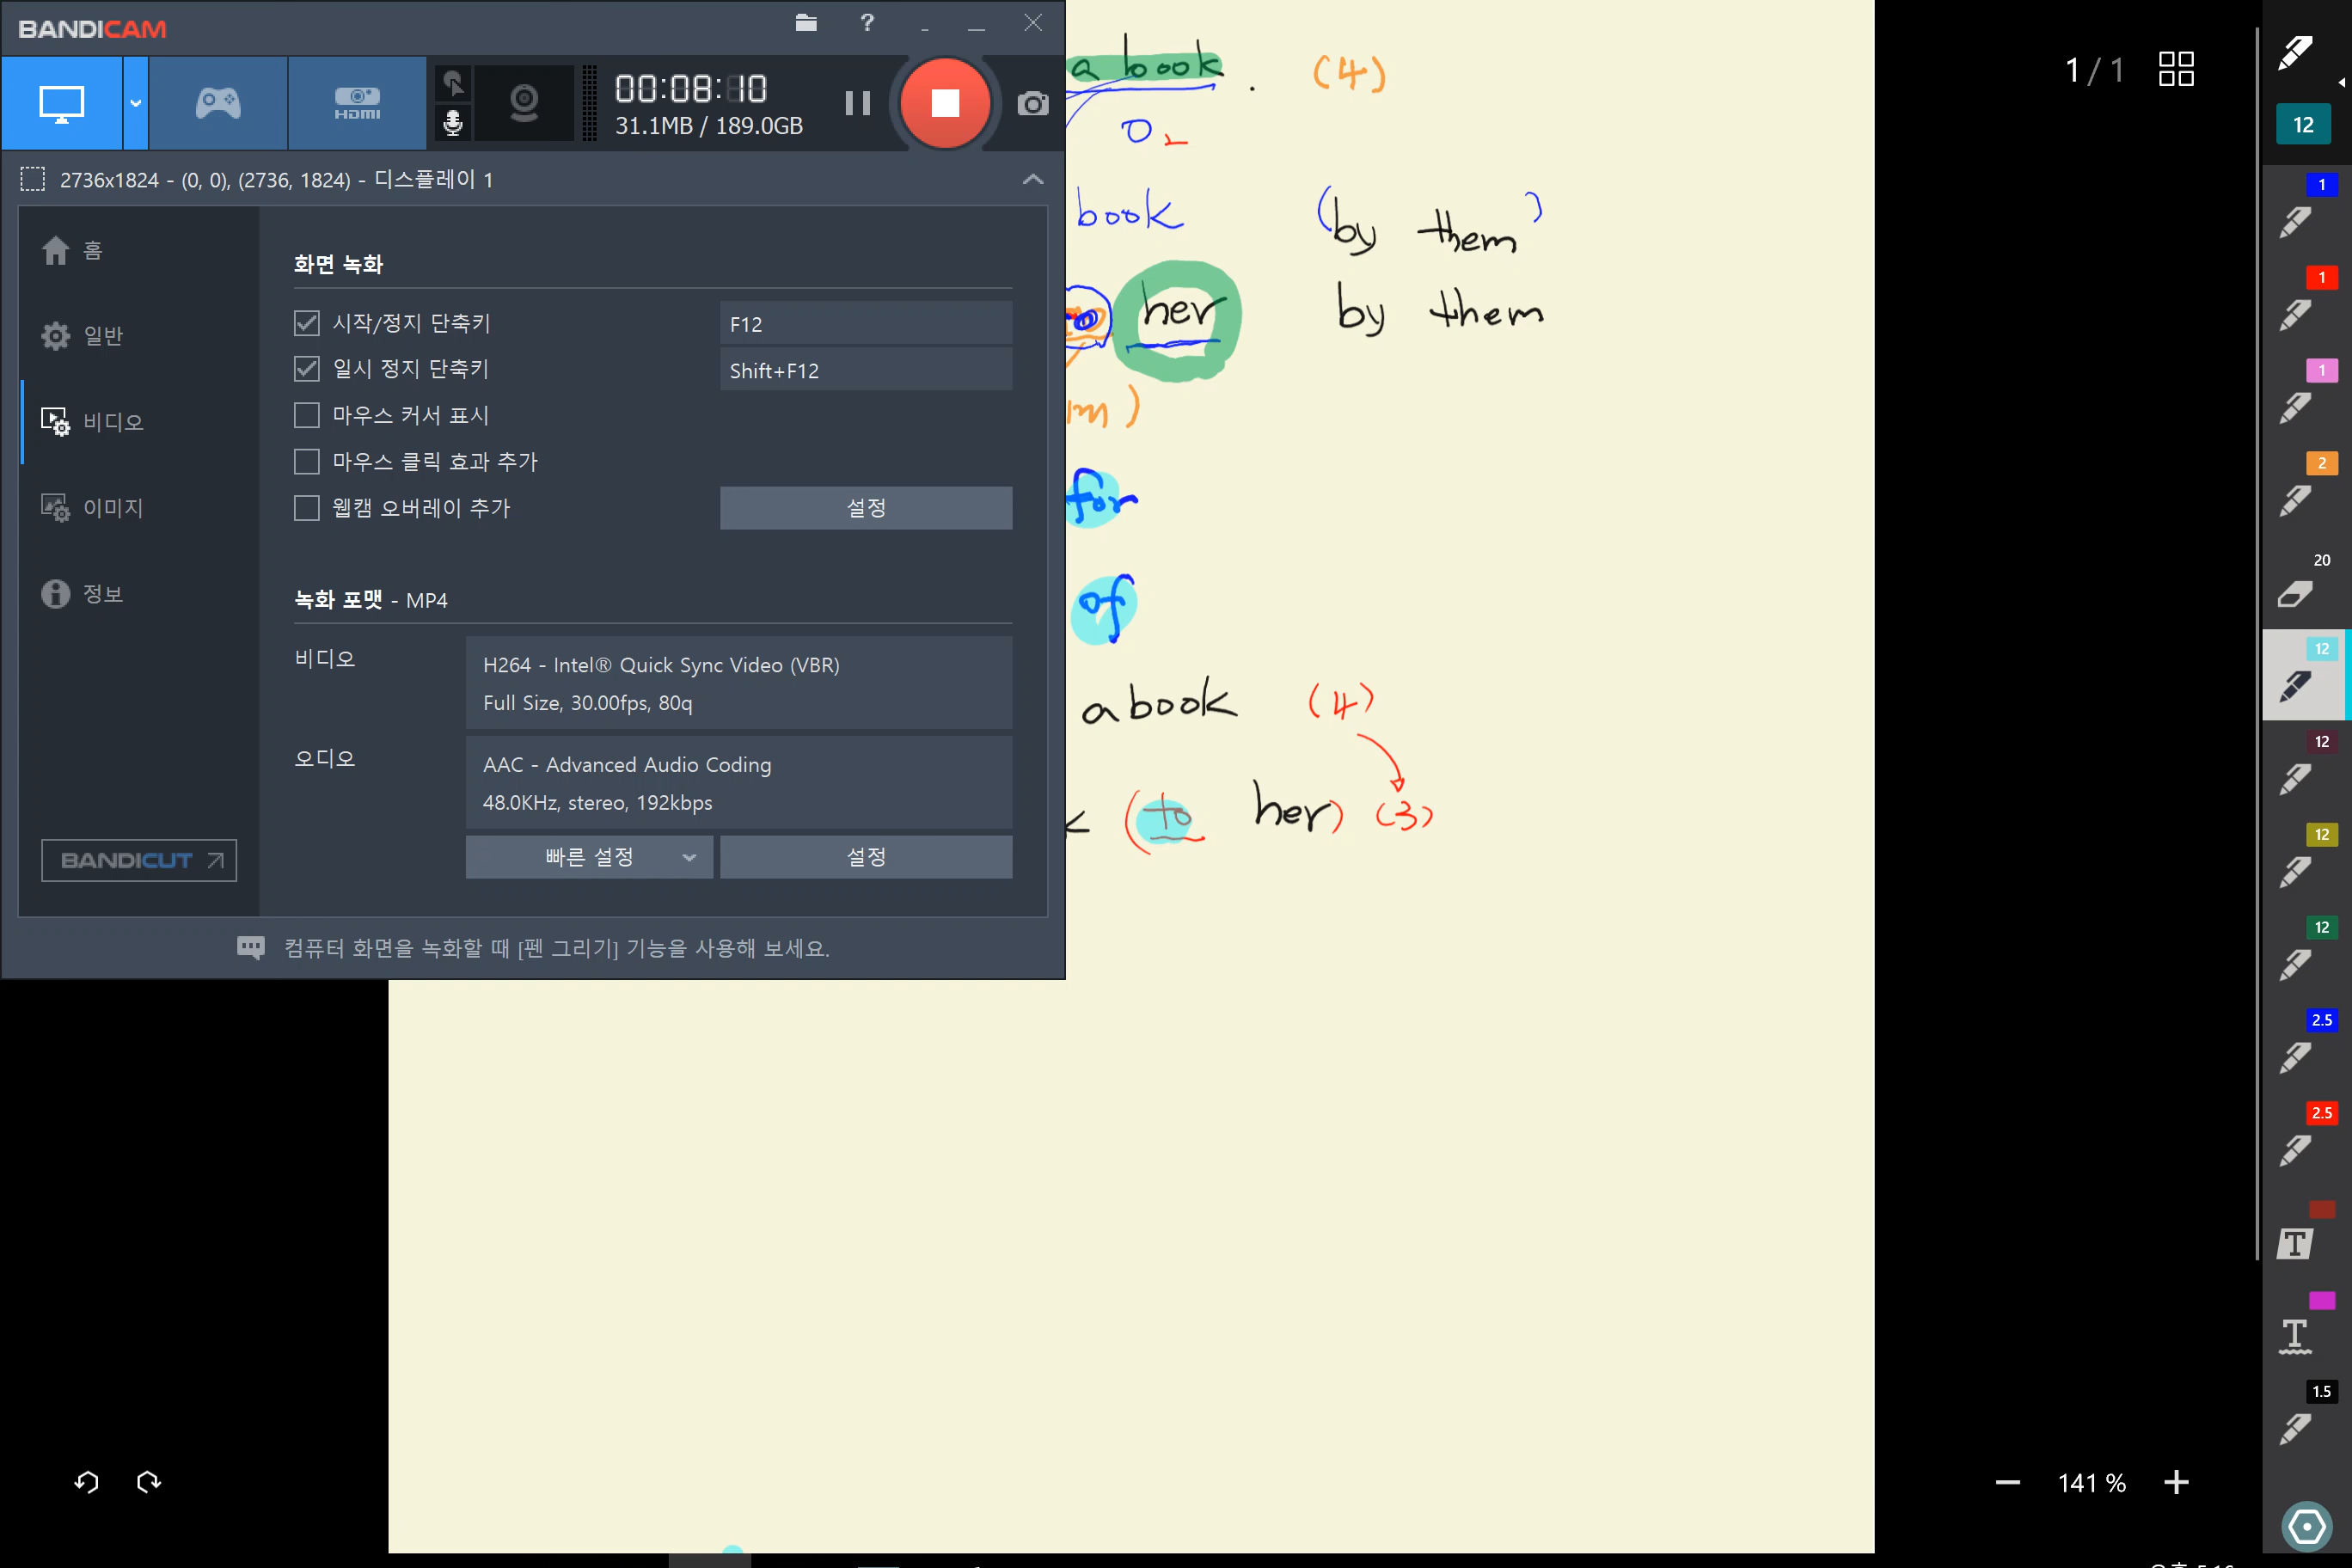 BANDICAM
HDMI
00:08:10
31.1MB / 189.0GB
2736x1824 - (0, 0), (2736, 1824) - 디스플레이 1
홈
일반
비디오
이미지
정보
BANDICUT
화면 녹화
시작/정지 단축키 F12
일시 정지 단축키 Shift+F12
마우스 커서 표시
마우스 클릭 효과 추가
웹캠 오버레이 추가 설정
녹화 포맷 - MP4
비디오 H264 - Intel® Quick Sync Video (VBR)
Full Size, 30.00fps, 80q
오디오 AAC - Advanced Audio Coding
48.0KHz, stereo, 192kbps
빠른 설정 설정
컴퓨터 화면을 녹화할 때 [펜 그리기] 기능을 사용해 보세요.
a book . (4)
O2
book (by them)
her by them
)
for
of
a book (4)
(to her) (3)
1 / 1
12
1
1
1
2
20
12
12
12
12
2.5
2.5
T
T
1.5
141 %